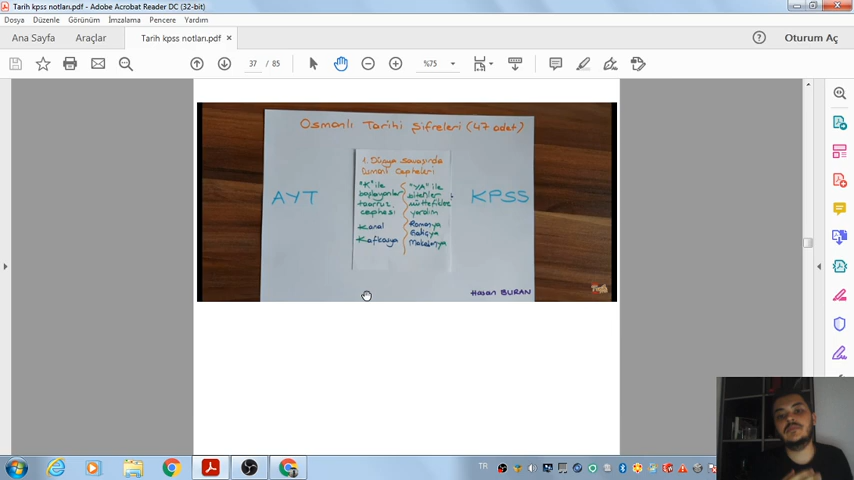 Tarih kpss notları.pdf - Adobe Acrobat Reader DC (32-bit)
Dosya Düzenle Görünüm İmzalama Pencere Yardım
Ana Sayfa Araçlar Tarih kpss notları.pdf × Oturum Aç
37 / 85 %75
Osmanlı Tarihi Şifreleri (47 adet)
1. Dünya savaşında
Osmanlı Cepheleri
"K" ile
başlayanlar
taarruz
cephesi
Kanal
Kafkasya
"YA" ile
bitenler
müttefiklere
yardım
Romanya
Galiçya
Makedonya
AYT
KPSS
Hasan BURAN
TR